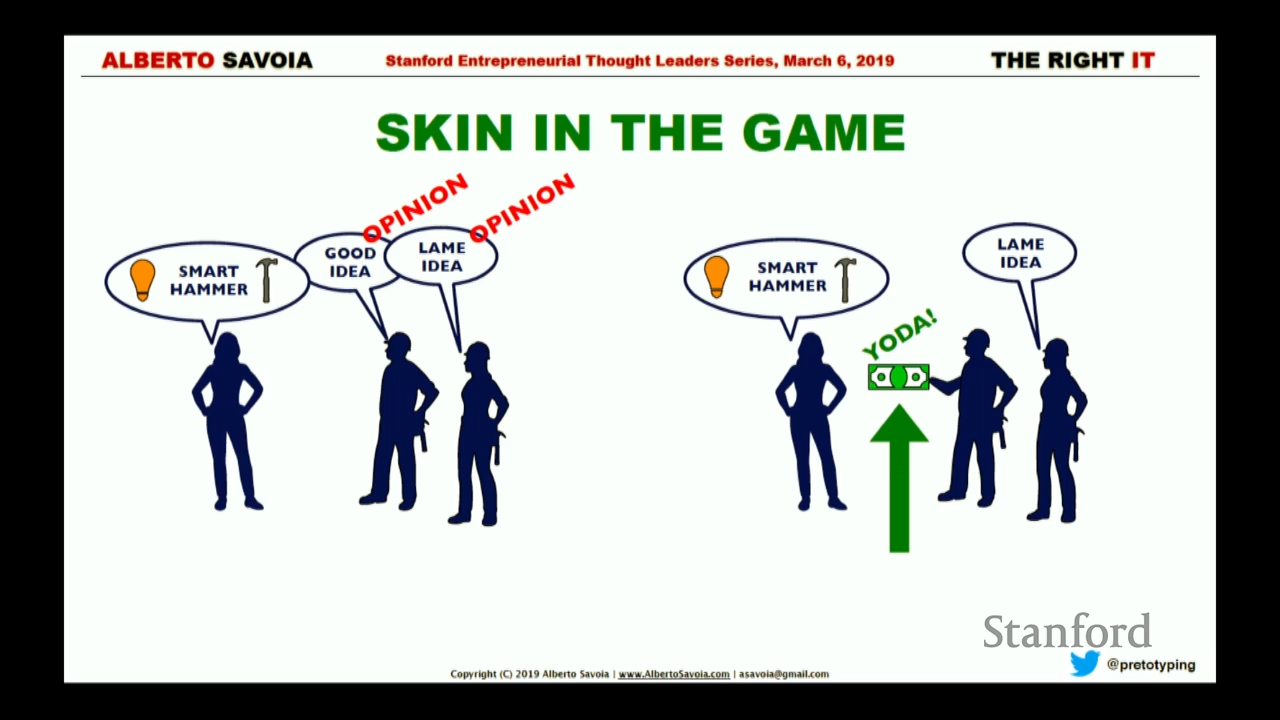 ALBERTO SAVOIA
Stanford Entrepreneurial Thought Leaders Series, March 6, 2019
THE RIGHT IT
SKIN IN THE GAME
SMART
HAMMER
GOOD
IDEA
OPINION
LAME
IDEA
OPINION
SMART
HAMMER
YODA!
LAME
IDEA
Stanford
@pretotyping
Copyright (C) 2019 Alberto Savoia | www.AlbertoSavoia.com | asavoia@gmail.com